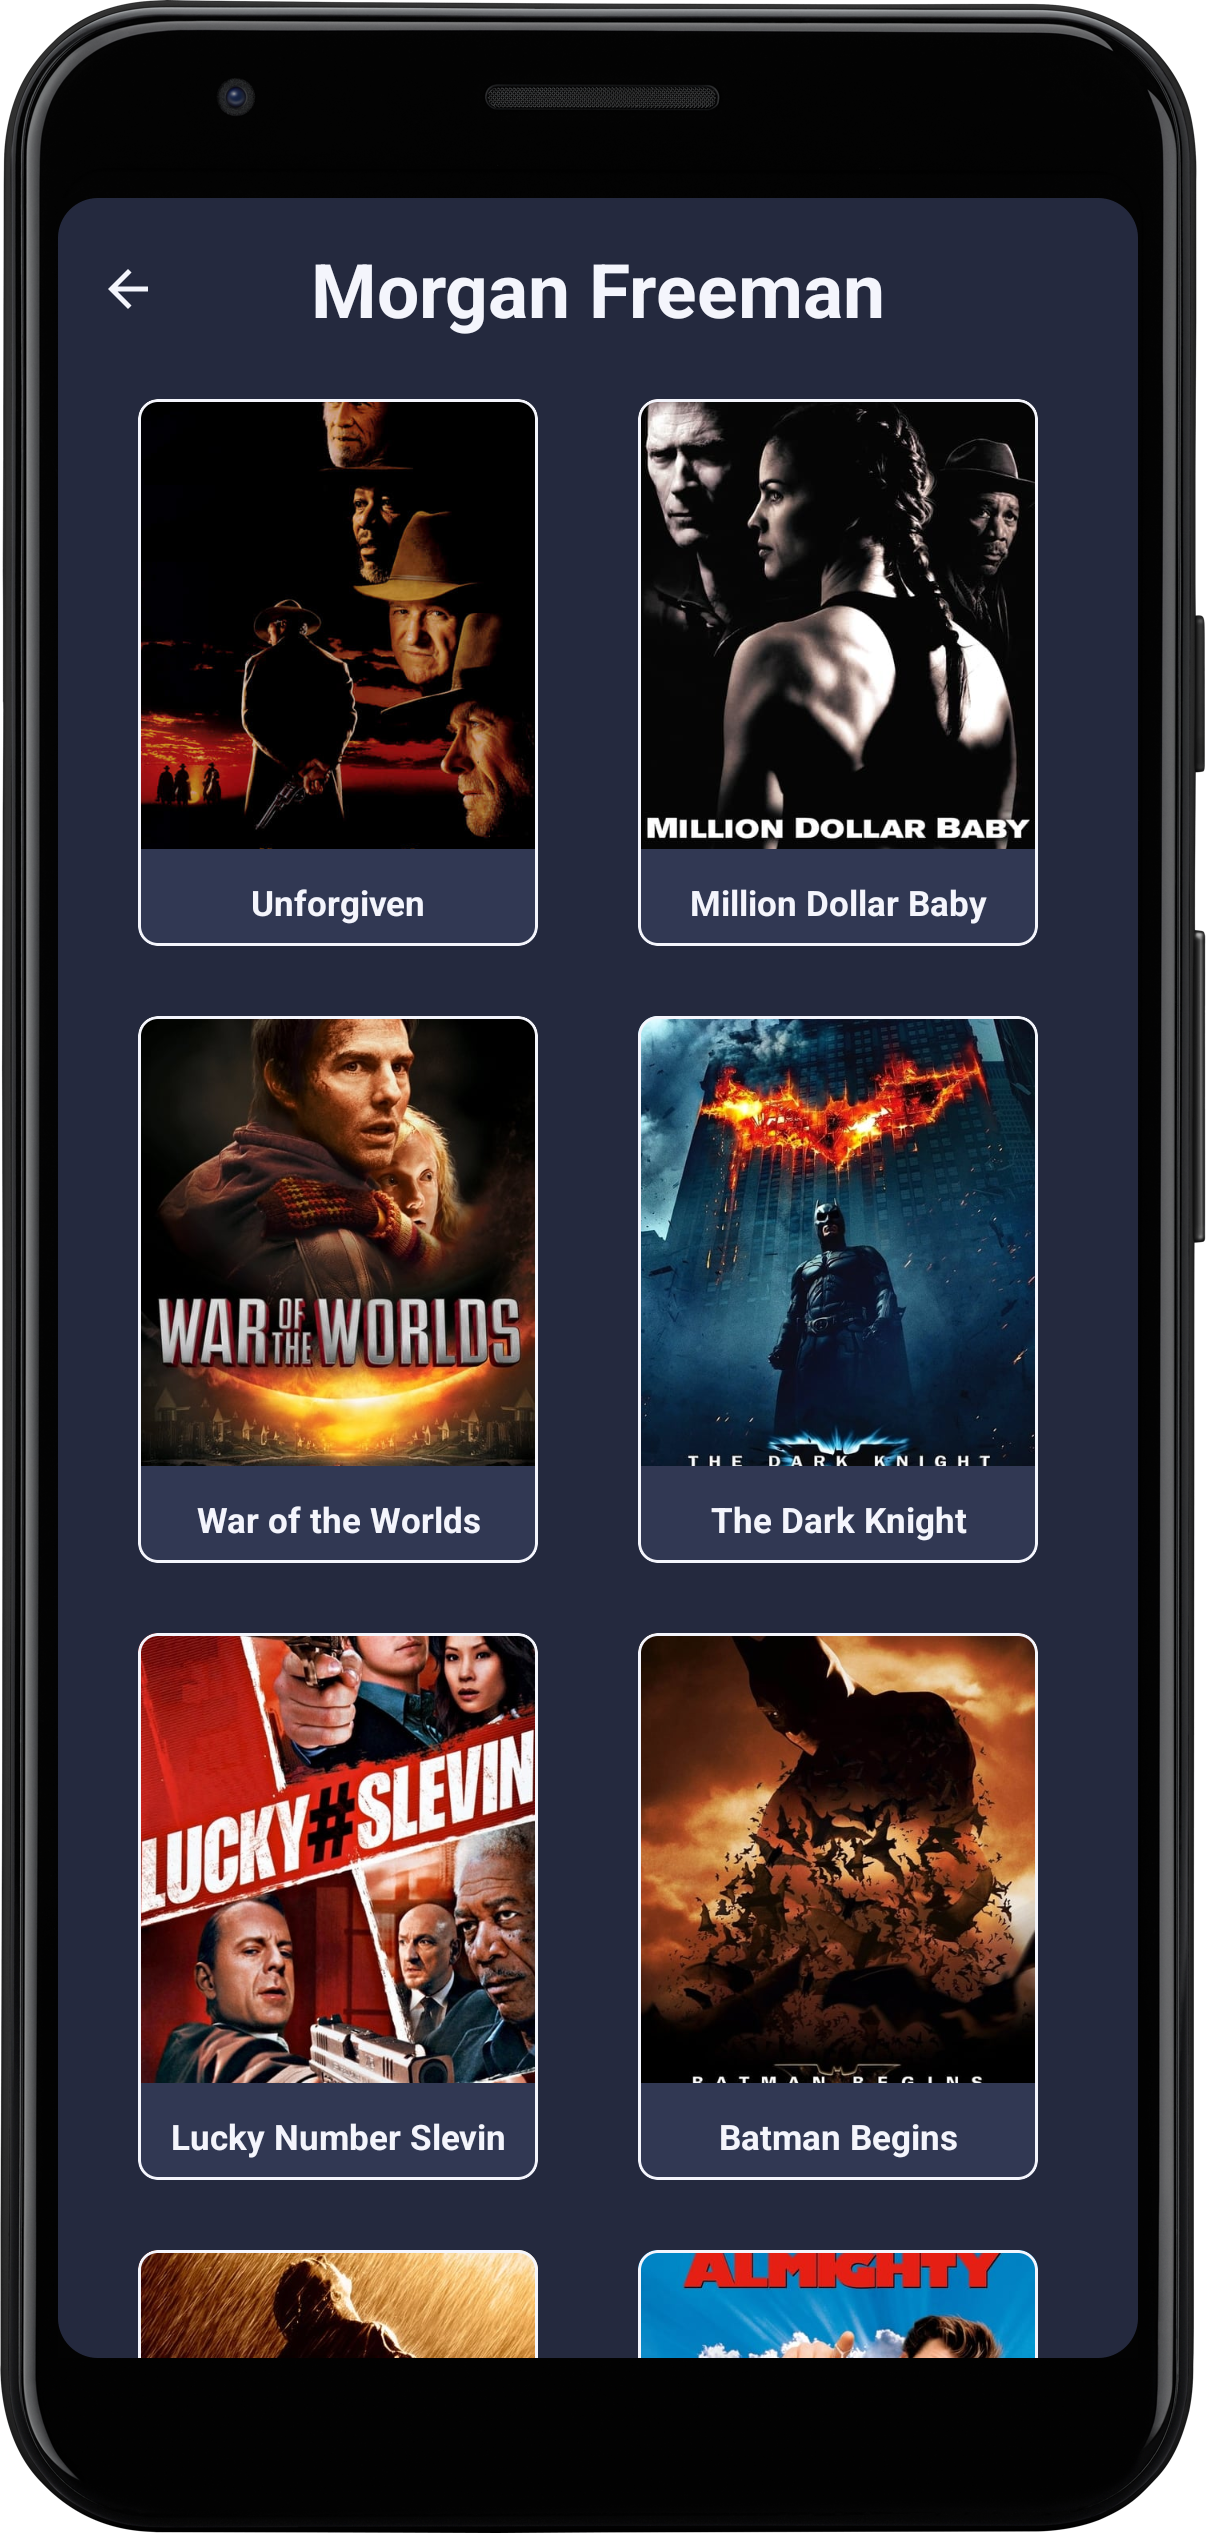 Morgan Freeman
MILLION DOLLAR BABY
Unforgiven
Million Dollar Baby
WAR OF THE WORLDS
THE DARK KNIGHT
War of the Worlds
The Dark Knight
LUCKY#SLEVIN
BATMAN BEGINS
Lucky Number Slevin
Batman Begins
ALMIGHTY